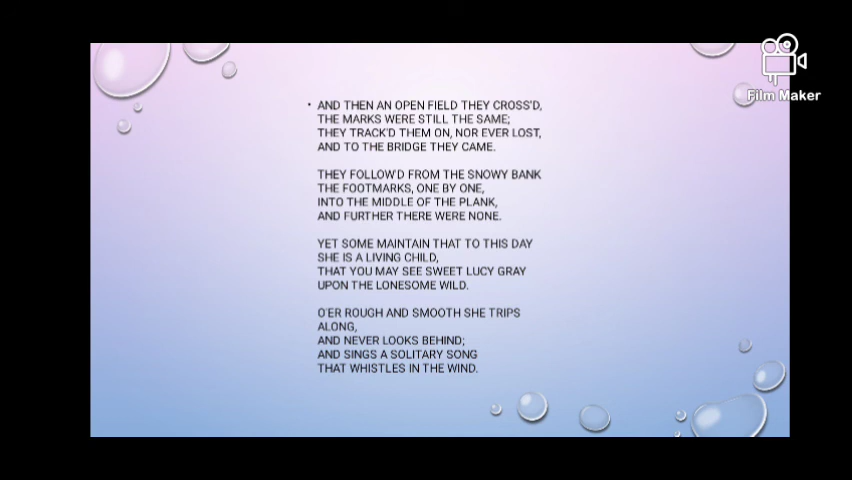 Film Maker
• AND THEN AN OPEN FIELD THEY CROSS'D,
THE MARKS WERE STILL THE SAME;
THEY TRACK'D THEM ON, NOR EVER LOST,
AND TO THE BRIDGE THEY CAME.
THEY FOLLOW'D FROM THE SNOWY BANK
THE FOOTMARKS, ONE BY ONE,
INTO THE MIDDLE OF THE PLANK,
AND FURTHER THERE WERE NONE.
YET SOME MAINTAIN THAT TO THIS DAY
SHE IS A LIVING CHILD,
THAT YOU MAY SEE SWEET LUCY GRAY
UPON THE LONESOME WILD.
O'ER ROUGH AND SMOOTH SHE TRIPS
ALONG,
AND NEVER LOOKS BEHIND;
AND SINGS A SOLITARY SONG
THAT WHISTLES IN THE WIND.